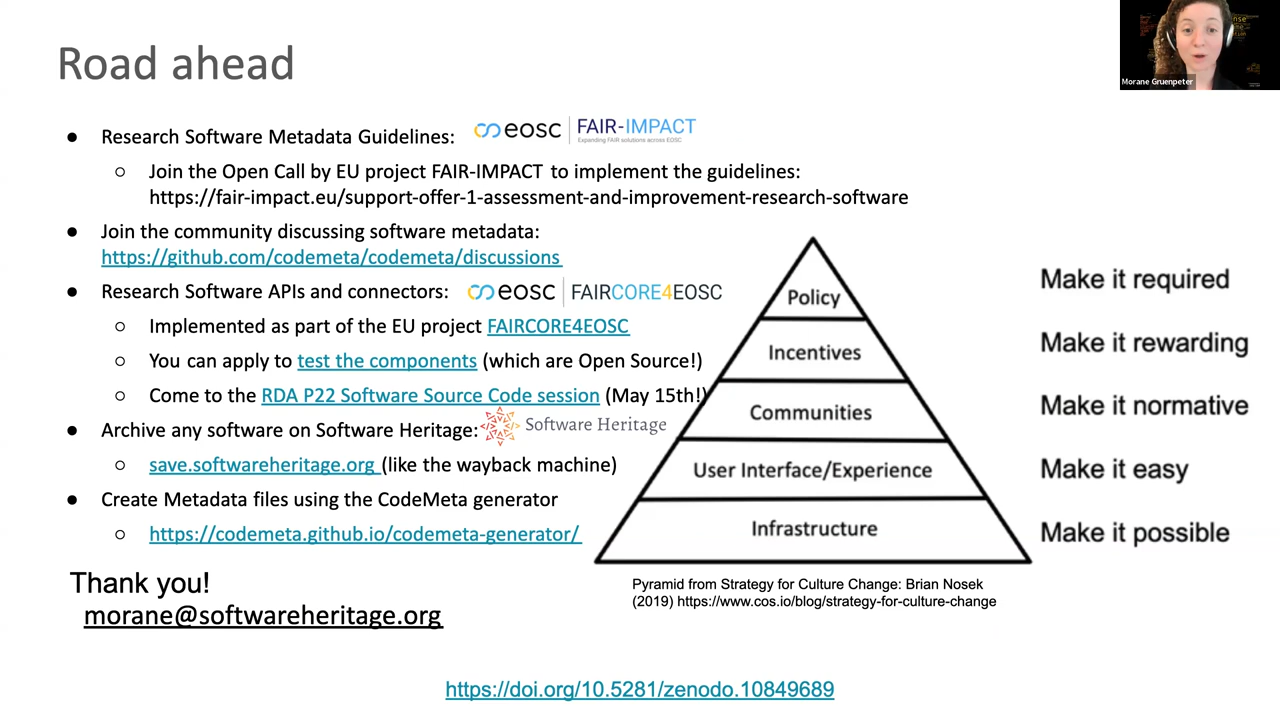 Road ahead
Morane Gruenpeter
● Research Software Metadata Guidelines: eosc | FAIR-IMPACT
Expanding FAIR solutions across EOSC
○ Join the Open Call by EU project FAIR-IMPACT to implement the guidelines:
https://fair-impact.eu/support-offer-1-assessment-and-improvement-research-software
● Join the community discussing software metadata:
https://github.com/codemeta/codemeta/discussions
● Research Software APIs and connectors: eosc | FAIRCORE4EOSC
○ Implemented as part of the EU project FAIRCORE4EOSC
○ You can apply to test the components (which are Open Source!)
○ Come to the RDA P22 Software Source Code session (May 15th!)
● Archive any software on Software Heritage: Software Heritage
○ save.softwareheritage.org (like the wayback machine)
● Create Metadata files using the CodeMeta generator
○ https://codemeta.github.io/codemeta-generator/
Thank you!
morane@softwareheritage.org
Policy
Make it required
Incentives
Make it rewarding
Communities
Make it normative
User Interface/Experience
Make it easy
Infrastructure
Make it possible
Pyramid from Strategy for Culture Change: Brian Nosek
(2019) https://www.cos.io/blog/strategy-for-culture-change
https://doi.org/10.5281/zenodo.10849689